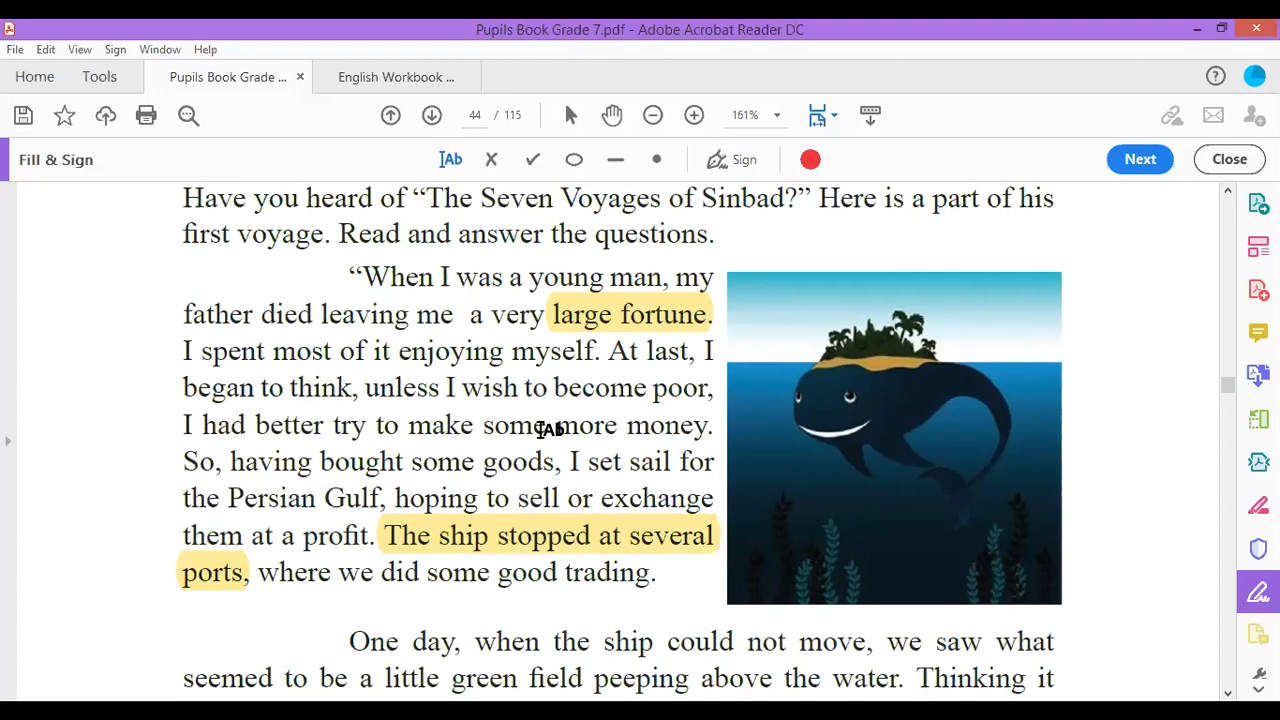 Pupils Book Grade 7.pdf - Adobe Acrobat Reader DC
File Edit View Sign Window Help
Home Tools Pupils Book Grade ... × English Workbook ...
44 / 115 161%
Fill & Sign Ab Sign Next Close
Have you heard of “The Seven Voyages of Sinbad?” Here is a part of his
first voyage. Read and answer the questions.
“When I was a young man, my
father died leaving me a very large fortune.
I spent most of it enjoying myself. At last, I
began to think, unless I wish to become poor,
I had better try to make some more money.
So, having bought some goods, I set sail for
the Persian Gulf, hoping to sell or exchange
them at a profit. The ship stopped at several
ports, where we did some good trading.
One day, when the ship could not move, we saw what
seemed to be a little green field peeping above the water. Thinking it